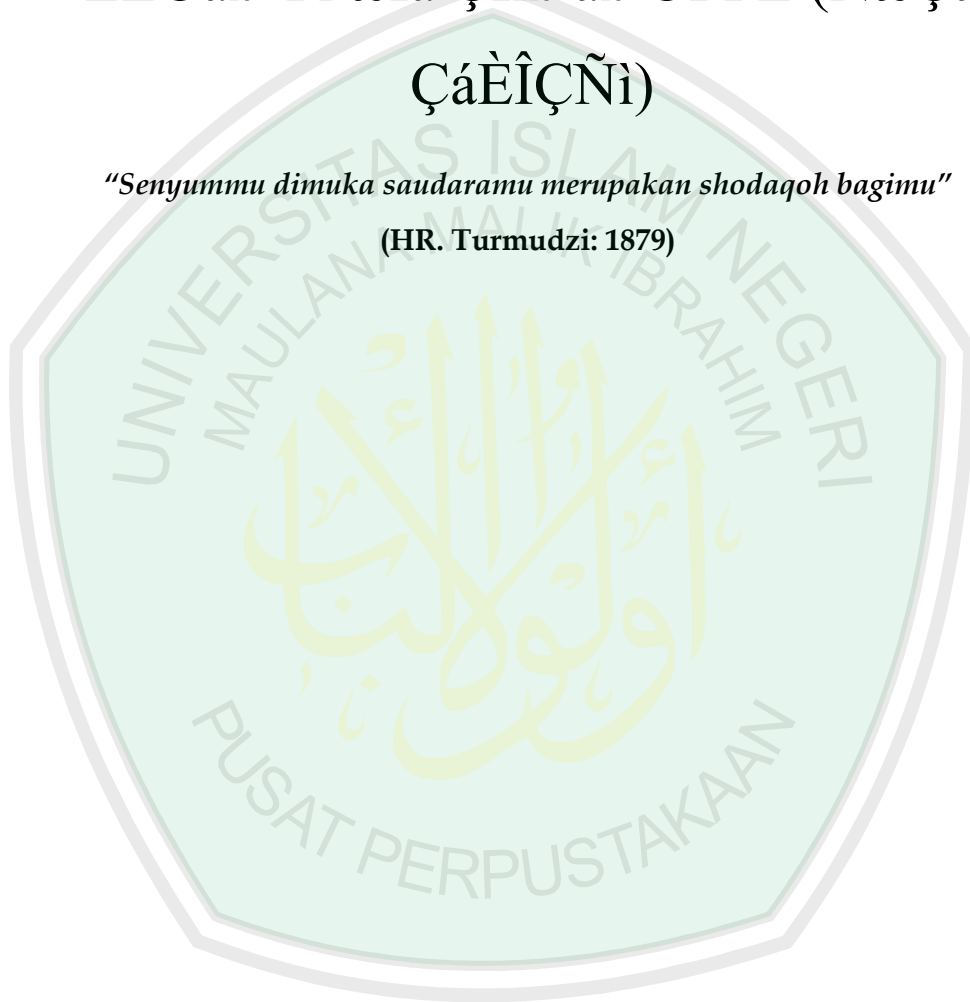 ÇáÈÎÇÑì)
“Senyummu dimuka saudaramu merupakan shodaqoh bagimu”
(HR. Turmudzi: 1879)
UNIVERSITAS ISLAM NEGERI
MAULANA MALIK IBRAHIM
PUSAT PERPUSTAKAAN